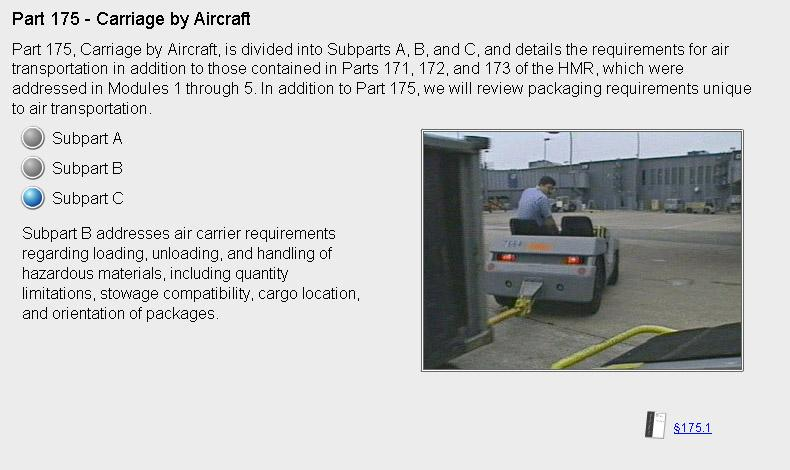 Part 175 - Carriage by Aircraft
Part 175, Carriage by Aircraft, is divided into Subparts A, B, and C, and details the requirements for air
transportation in addition to those contained in Parts 171, 172, and 173 of the HMR, which were
addressed in Modules 1 through 5. In addition to Part 175, we will review packaging requirements unique
to air transportation.
Subpart A
Subpart B
Subpart C
Subpart B addresses air carrier requirements
regarding loading, unloading, and handling of
hazardous materials, including quantity
limitations, stowage compatibility, cargo location,
and orientation of packages.
§175.1